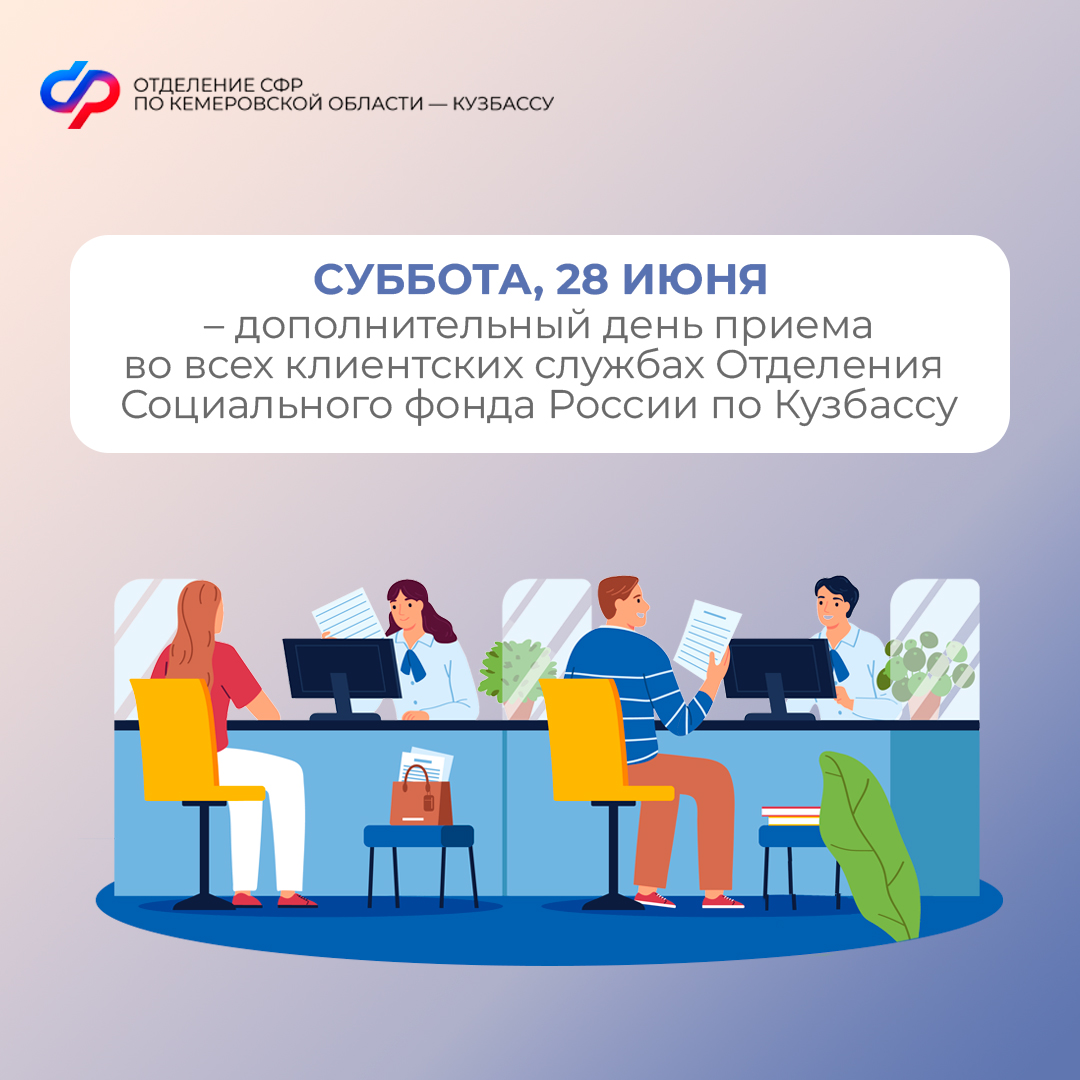 ОТДЕЛЕНИЕ СФР
ПО КЕМЕРОВСКОЙ ОБЛАСТИ — КУЗБАССУ
СУББОТА, 28 ИЮНЯ
– дополнительный день приема
во всех клиентских службах Отделения
Социального фонда России по Кузбассу